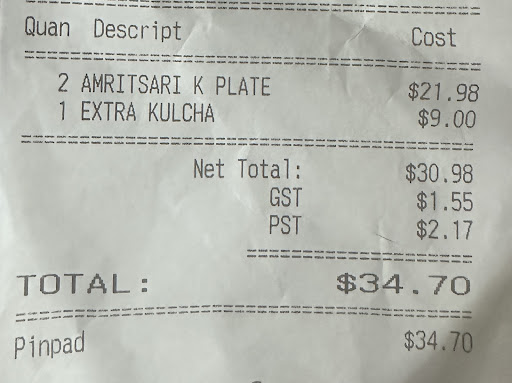 Quan Descript Cost
2 AMRITSARI K PLATE $21.98
1 EXTRA KULCHA $9.00
Net Total: $30.98
GST $1.55
PST $2.17
TOTAL: $34.70
Pinpad $34.70